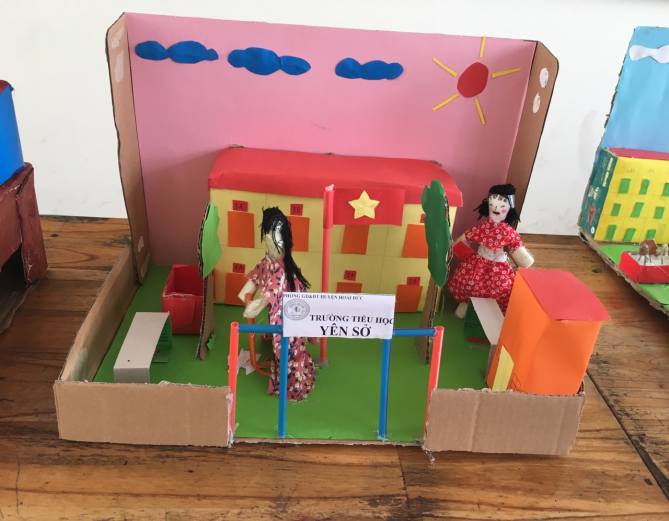 PHÒNG GD&ĐT HUYỆN HOÀI ĐỨC
TRƯỜNG TIỂU HỌC
YÊN SỞ